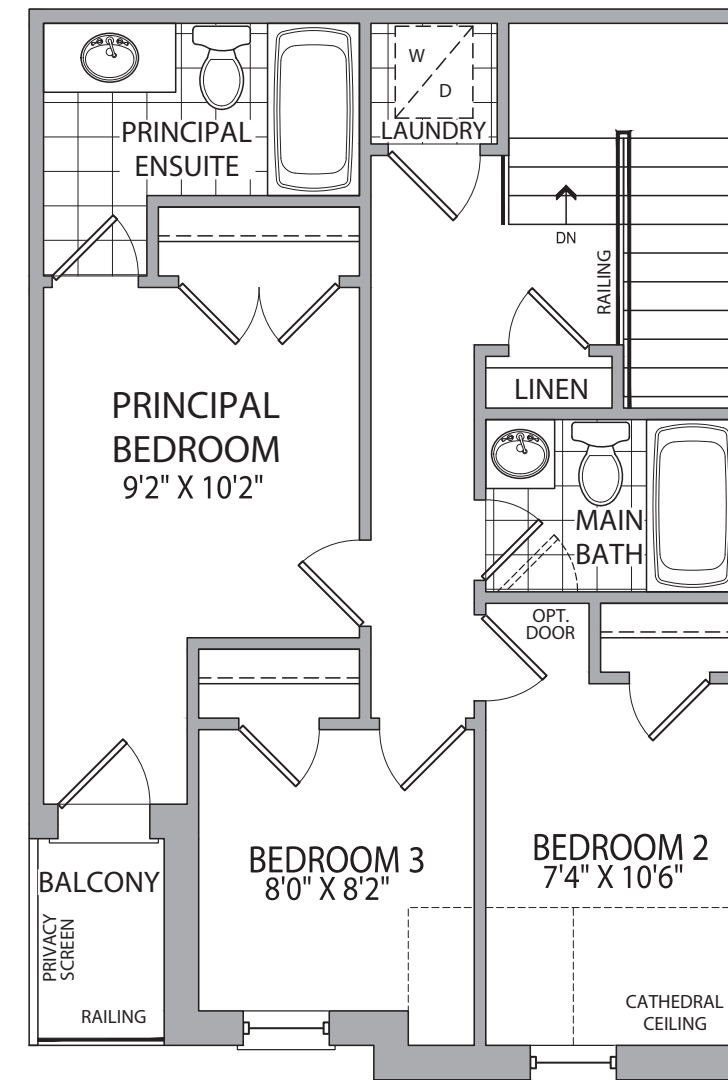 W
D
LAUNDRY
PRINCIPAL
ENSUITE
DN
RAILING
LINEN
PRINCIPAL
BEDROOM
9'2" X 10'2"
MAIN
BATH
OPT.
DOOR
BEDROOM 3
8'0" X 8'2"
BEDROOM 2
7'4" X 10'6"
BALCONY
PRIVACY
SCREEN
RAILING
CATHEDRAL
CEILING